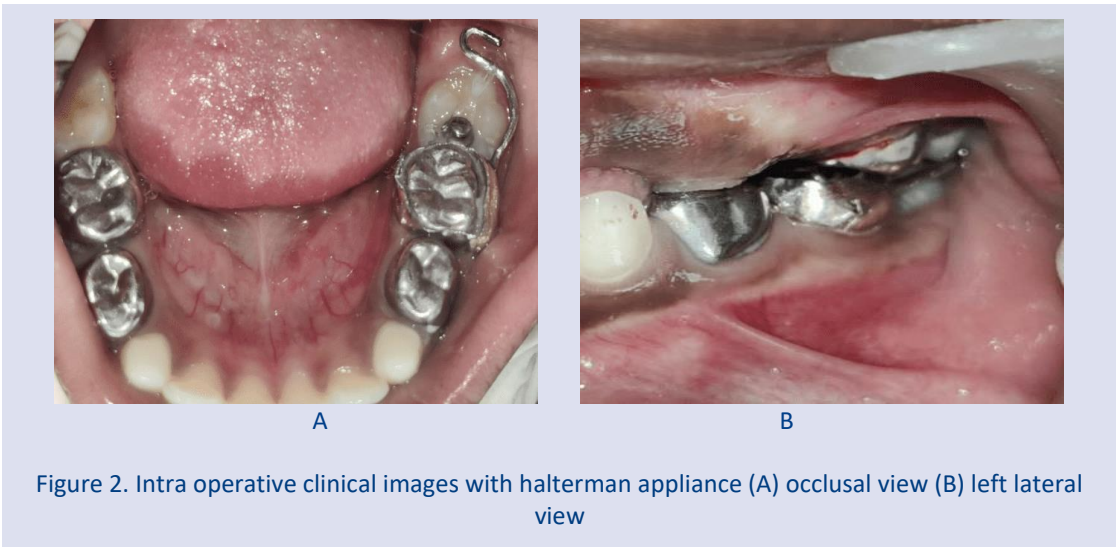 A
B
Figure 2. Intra operative clinical images with halterman appliance (A) occlusal view (B) left lateral
view